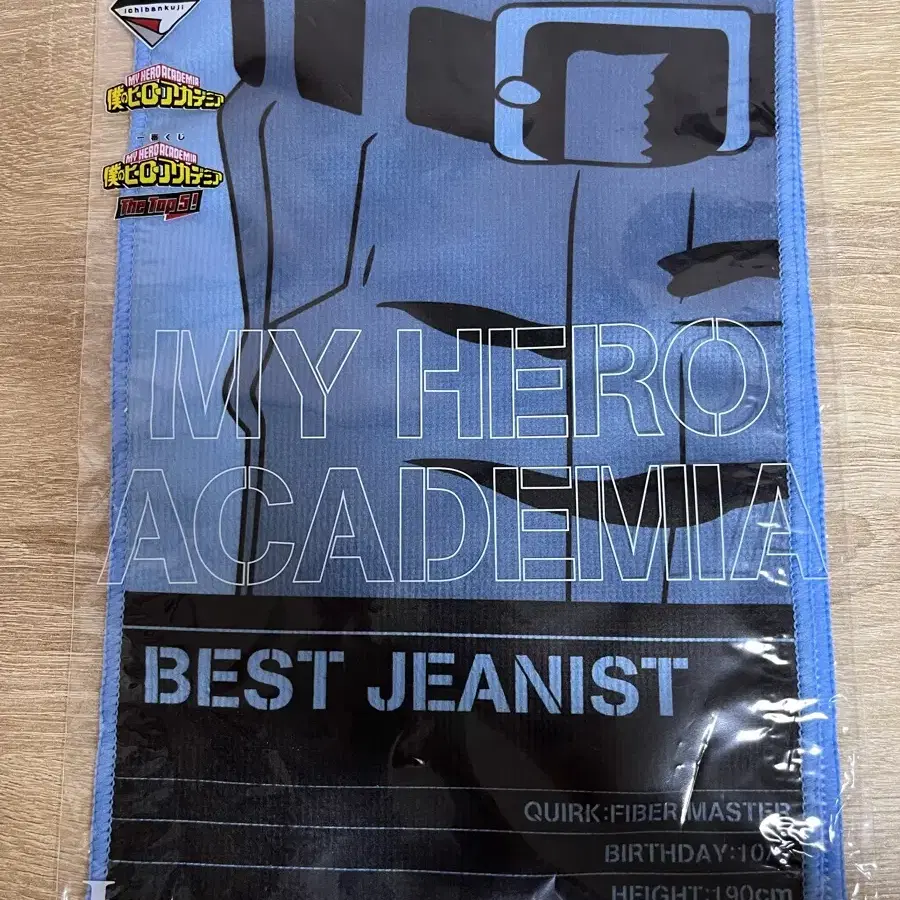 ichibankuji
MY HERO ACADEMIA
僕のヒーローアカデミア
一番くじ
MY HERO ACADEMIA
僕のヒーローアカデミア
The Top 5!
MY HERO
ACADEMIA
BEST JEANIST
QUIRK:FIBER MASTER
BIRTHDAY:10/
HEIGHT:190cm